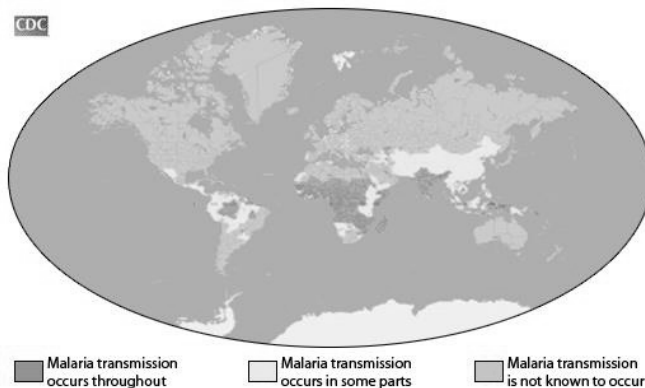 CDC
Malaria transmission
occurs throughout
Malaria transmission
occurs in some parts
Malaria transmission
is not known to occur